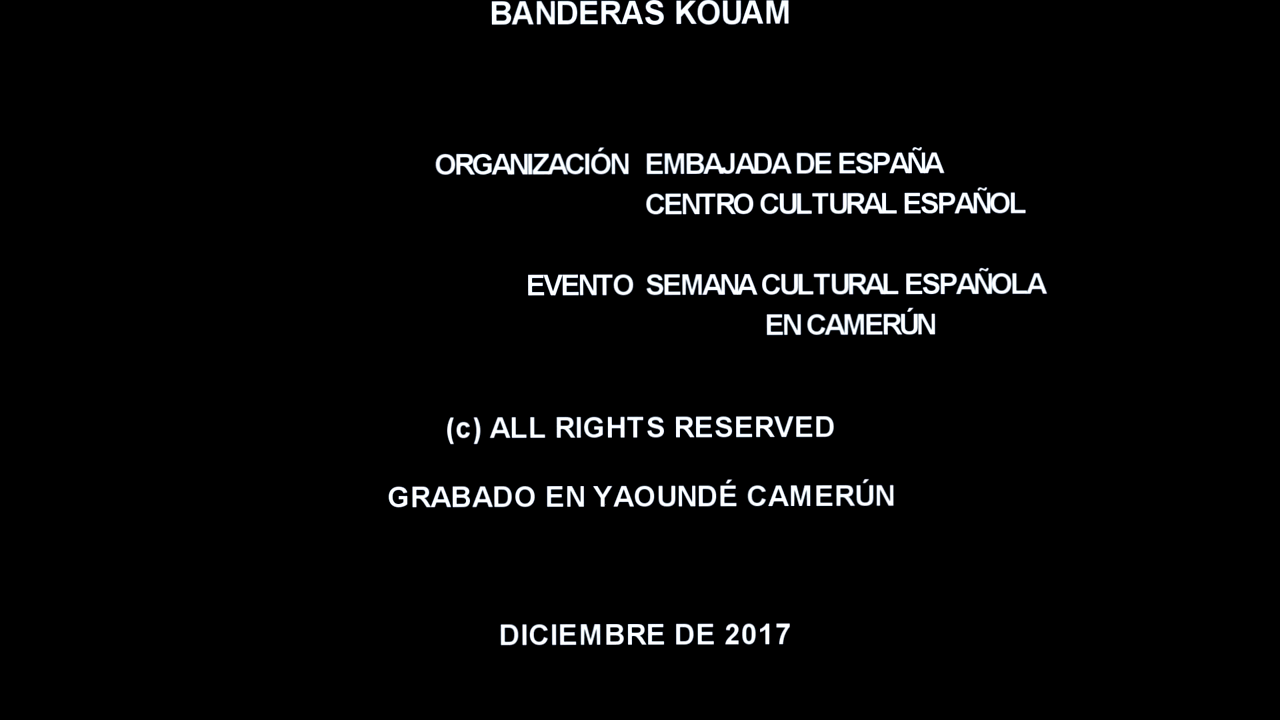 BANDERAS KOUAM
ORGANIZACIÓN EMBAJADA DE ESPAÑA
CENTRO CULTURAL ESPAÑOL
EVENTO SEMANA CULTURAL ESPAÑOLA
EN CAMERÚN
(c) ALL RIGHTS RESERVED
GRABADO EN YAOUNDÉ CAMERÚN
DICIEMBRE DE 2017